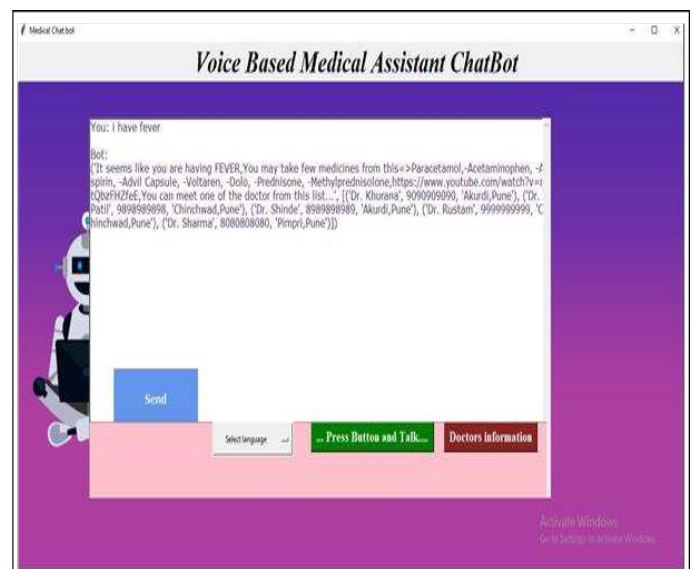 Medical Chat bot
Voice Based Medical Assistant ChatBot
You: I have fever
Bot:
('It seems like you are having FEVER,You may take few medicines from this=>Paracetamol,-Acetaminophen, -A
spirin, -Advil Capsule, -Voltaren, -Dolo, -Prednisone, -Methylprednisolone,https://www.youtube.com/watch?v=r
tQbzFHZfeE,You can meet one of the doctor from this list...', [('Dr. Khurana', 9090909090, 'Akurdi,Pune'), ('Dr.
Patil', 9898989898, 'Chinchwad,Pune'), ('Dr. Shinde', 8989898989, 'Akurdi,Pune'), ('Dr. Rustam', 9999999999, 'C
hinchwad,Pune'), ('Dr. Sharma', 8080808080, 'Pimpri,Pune')])
Send
Select language
... Press Button and Talk....
Doctors information
Activate Windows
Go to Settings to activate Windows.